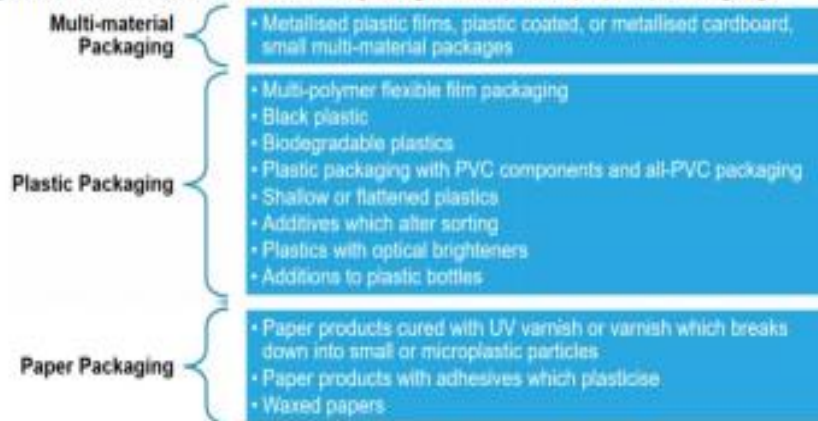 Multi-material
Packaging
• Metallised plastic films, plastic coated, or metallised cardboard,
small multi-material packages
Plastic Packaging
• Multi-polymer flexible film packaging
• Black plastic
• Biodegradable plastics
• Plastic packaging with PVC components and all-PVC packaging
• Shallow or flattened plastics
• Additives which alter sorting
• Plastics with optical brighteners
• Additions to plastic bottles
Paper Packaging
• Paper products cured with UV varnish or varnish which breaks
down into small or microplastic particles
• Paper products with adhesives which plasticise
• Waxed papers